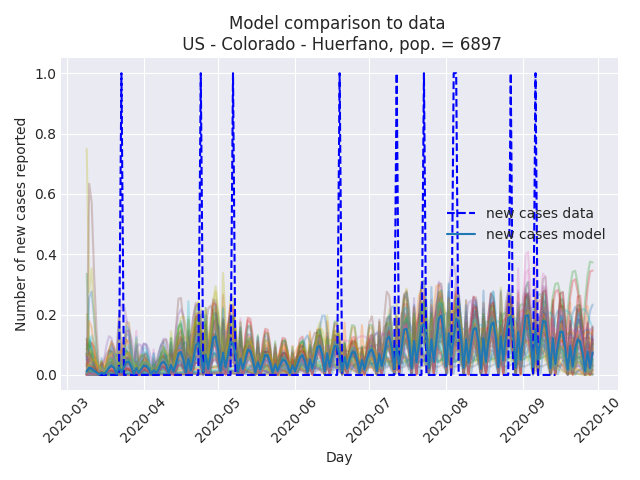 Model comparison to data
US - Colorado - Huerfano, pop. = 6897
Number of new cases reported
1.0
0.8
0.6
0.4
0.2
0.0
new cases data
new cases model
2020-03
2020-04
2020-05
2020-06
2020-07
2020-08
2020-09
2020-10
Day